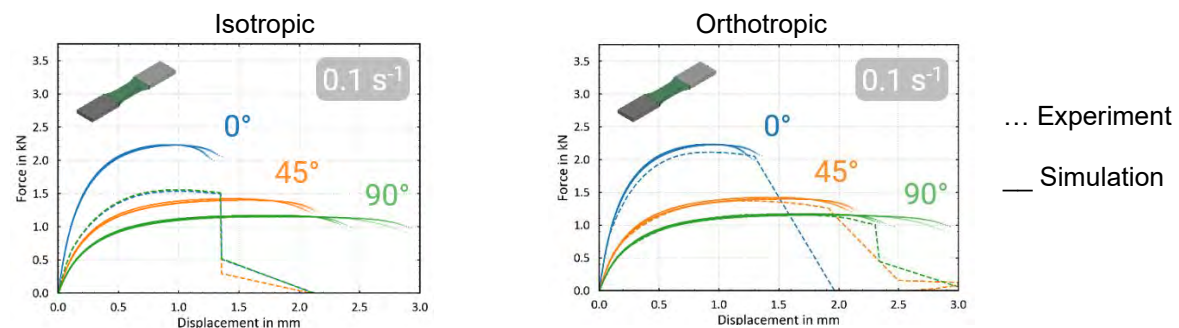 Isotropic
Force in kN
3.5
3.0
2.5
2.0
1.5
1.0
0.5
0.0
0.1 s⁻¹
0°
45°
90°
0.0 0.5 1.0 1.5 2.0 2.5 3.0
Displacement in mm
Orthotropic
Force in kN
3.5
3.0
2.5
2.0
1.5
1.0
0.5
0.0
0.1 s⁻¹
0°
45°
90°
0.0 0.5 1.0 1.5 2.0 2.5 3.0
Displacement in mm
… Experiment
__ Simulation